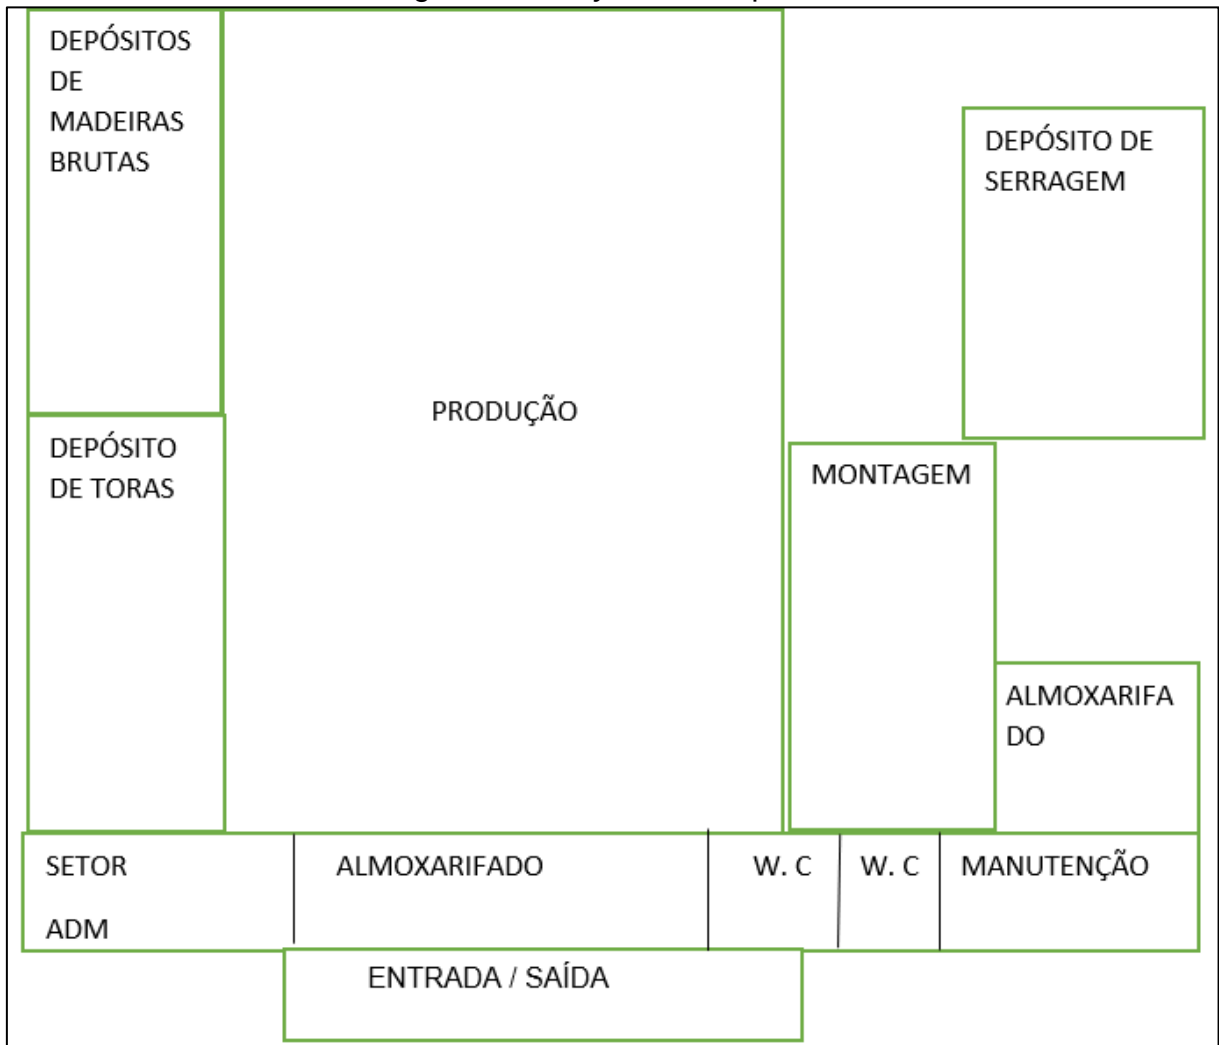 DEPÓSITOS
DE
MADEIRAS
BRUTAS
DEPÓSITO DE
SERRAGEM
PRODUÇÃO
DEPÓSITO
DE TORAS
MONTAGEM
ALMOXARIFA
DO
SETOR
ADM
ALMOXARIFADO
W. C
W. C
MANUTENÇÃO
ENTRADA / SAÍDA